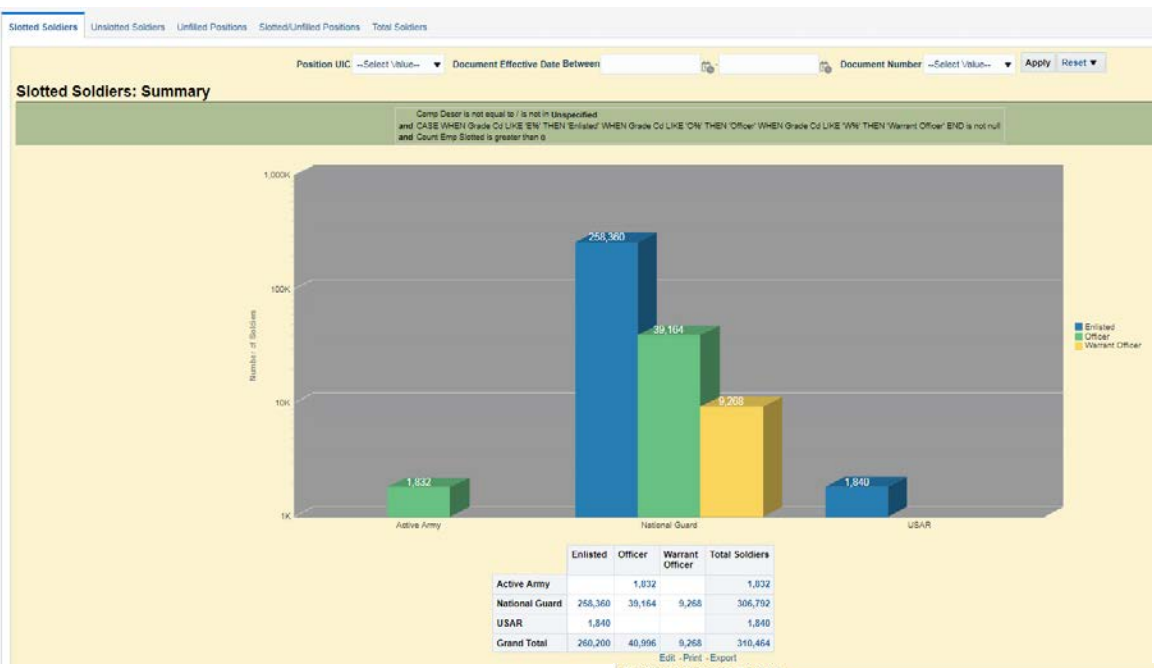 Slotted Soldiers Unslotted Soldiers Unfilled Positions Slotted/Unfilled Positions Total Soldiers
Position UIC --Select Value-- Document Effective Date Between - Document Number --Select Value-- Apply Reset
Slotted Soldiers: Summary
Comp Descr is not equal to / is not in Unspecified
and CASE WHEN Grade Cd LIKE 'E%' THEN 'Enlisted' WHEN Grade Cd LIKE 'O%' THEN 'Officer' WHEN Grade Cd LIKE 'W%' THEN 'Warrant Officer' END is not null
and Count Emp Slotted is greater than 0
1,000K
100K
10K
1K
Number of Soldiers
258,360
39,164
9,268
1,832
1,840
Active Army National Guard USAR
Enlisted
Officer
Warrant Officer
Enlisted Officer Warrant Officer Total Soldiers
Active Army 1,832 1,832
National Guard 258,360 39,164 9,268 306,792
USAR 1,840 1,840
Grand Total 260,200 40,996 9,268 310,464
Edit - Print - Export